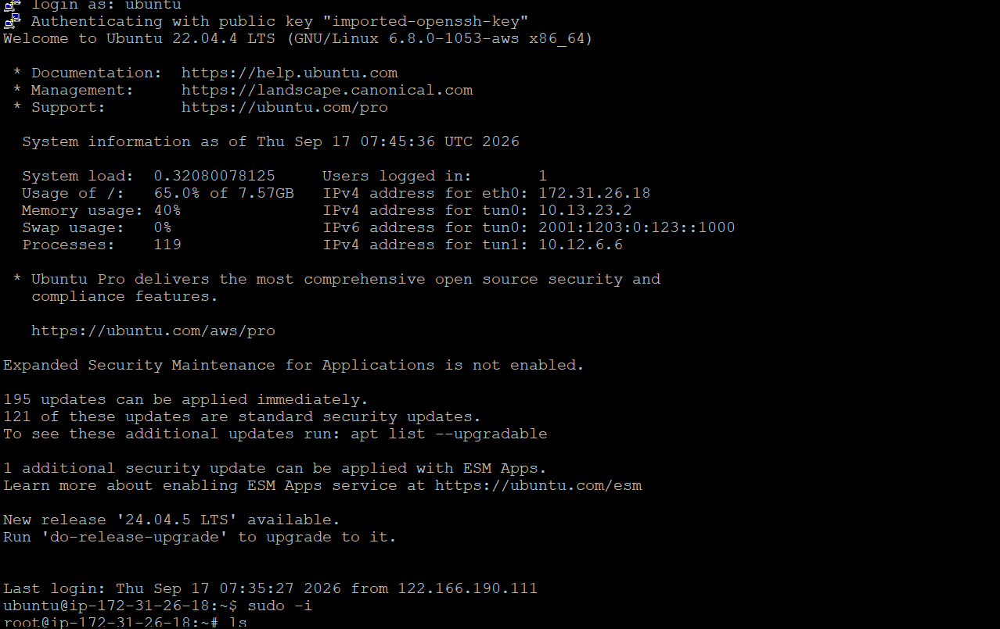 login as: ubuntu
Authenticating with public key "imported-openssh-key"
Welcome to Ubuntu 22.04.4 LTS (GNU/Linux 6.8.0-1053-aws x86_64)
* Documentation:  https://help.ubuntu.com
* Management:     https://landscape.canonical.com
* Support:        https://ubuntu.com/pro
System information as of Thu Sep 17 07:45:36 UTC 2026
System load:  0.32080078125     Users logged in:       1
Usage of /:   65.0% of 7.57GB   IPv4 address for eth0: 172.31.26.18
Memory usage: 40%               IPv4 address for tun0: 10.13.23.2
Swap usage:   0%                IPv6 address for tun0: 2001:1203:0:123::1000
Processes:    119               IPv4 address for tun1: 10.12.6.6
* Ubuntu Pro delivers the most comprehensive open source security and
compliance features.
https://ubuntu.com/aws/pro
Expanded Security Maintenance for Applications is not enabled.
195 updates can be applied immediately.
121 of these updates are standard security updates.
To see these additional updates run: apt list --upgradable
1 additional security update can be applied with ESM Apps.
Learn more about enabling ESM Apps service at https://ubuntu.com/esm
New release '24.04.5 LTS' available.
Run 'do-release-upgrade' to upgrade to it.
Last login: Thu Sep 17 07:35:27 2026 from 122.166.190.111
ubuntu@ip-172-31-26-18:~$ sudo -i
root@ip-172-31-26-18:~# ls